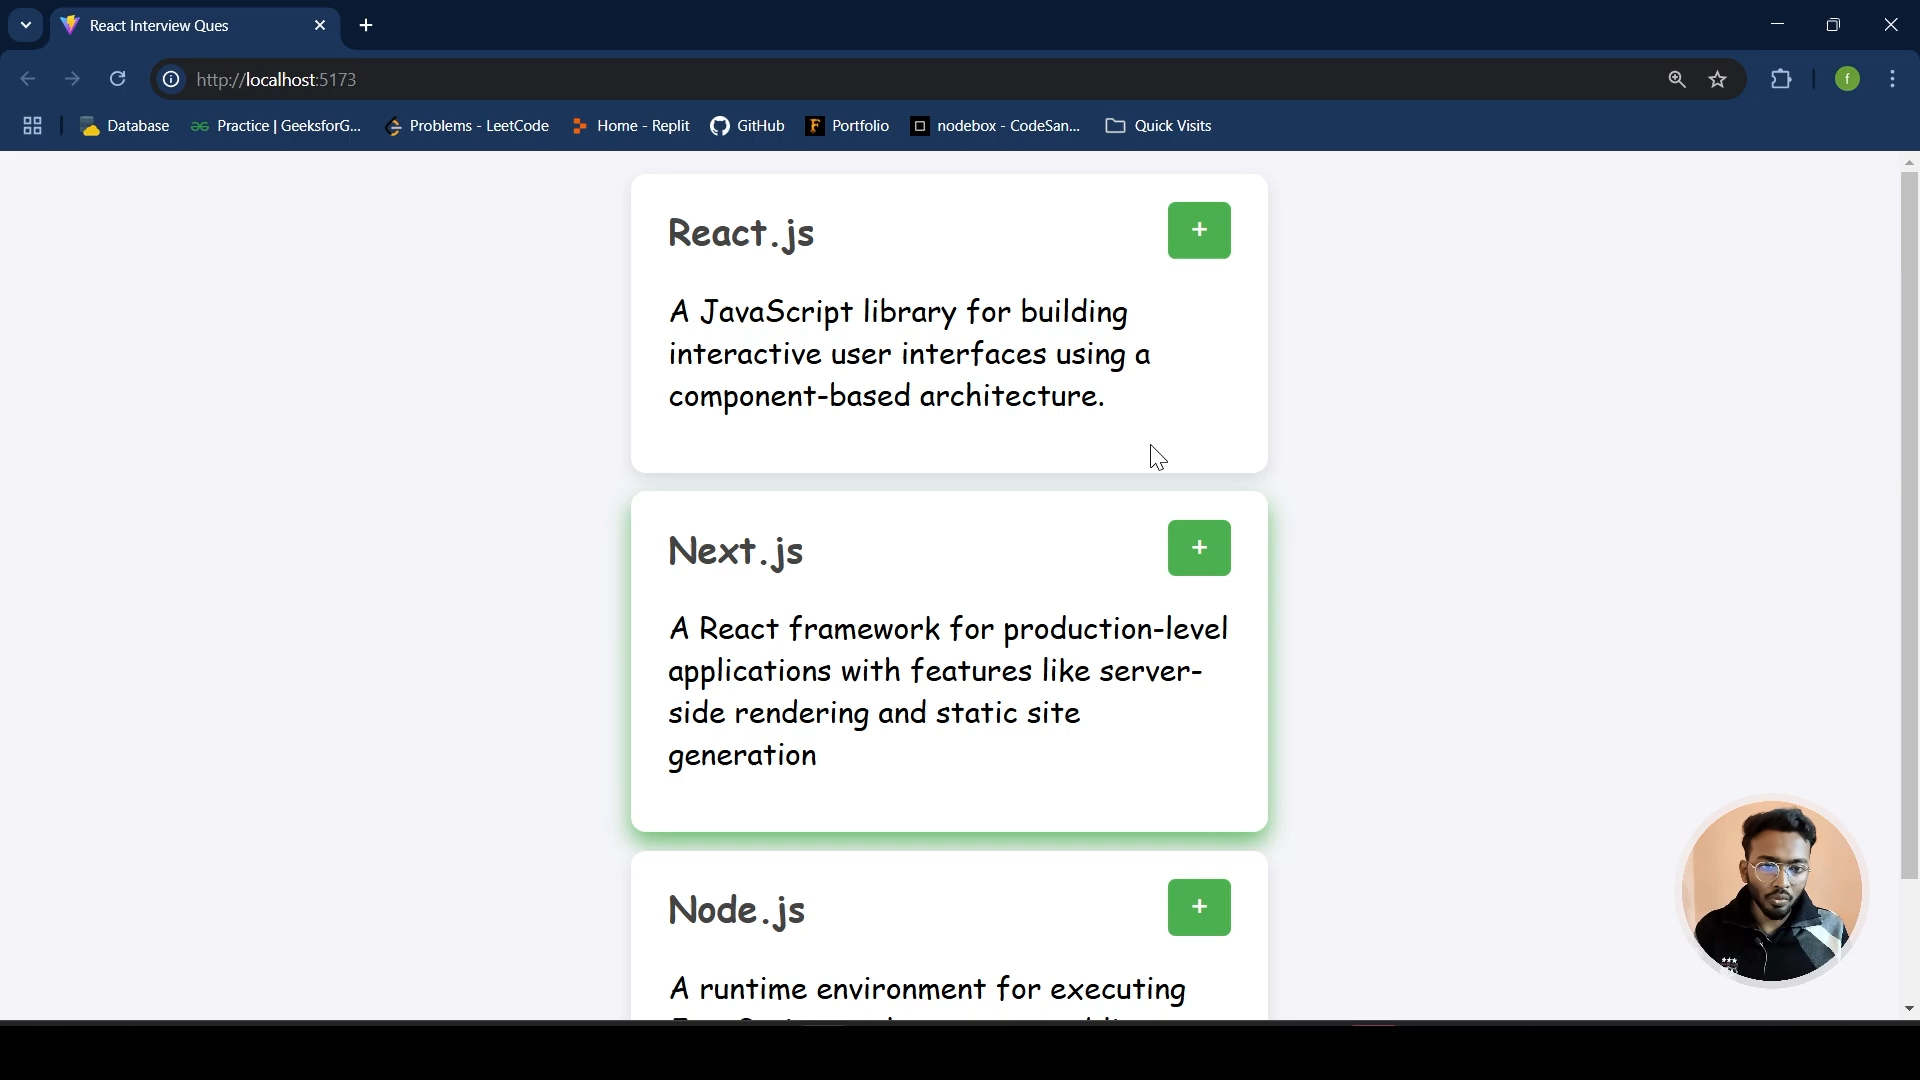 React Interview Ques
http://localhost:5173
f
Database
Practice | GeeksforG...
Problems - LeetCode
Home - Replit
GitHub
Portfolio
nodebox - CodeSan...
Quick Visits
React.js
+
A JavaScript library for building
interactive user interfaces using a
component-based architecture.
Next.js
+
A React framework for production-level
applications with features like server-
side rendering and static site
generation
Node.js
+
A runtime environment for executing